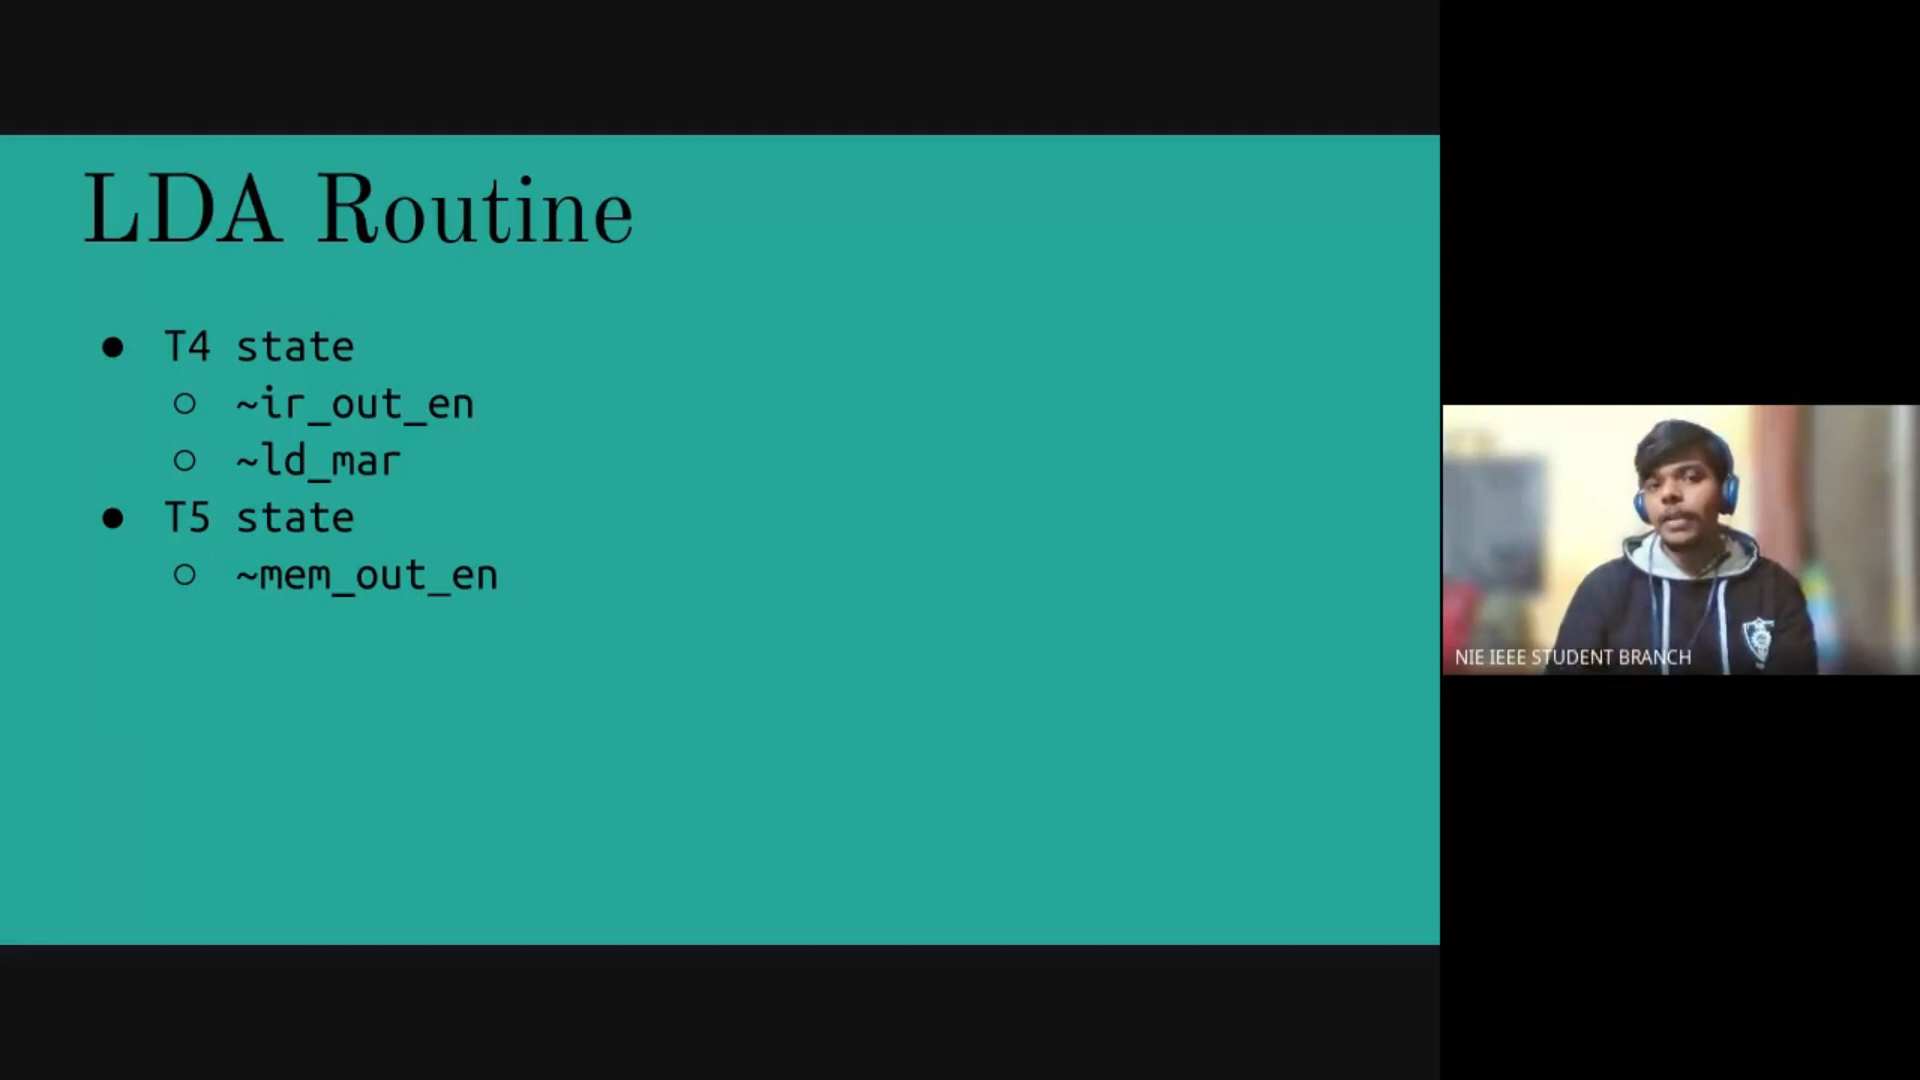 LDA Routine
● T4 state
○ ~ir_out_en
○ ~ld_mar
● T5 state
○ ~mem_out_en
NIE IEEE STUDENT BRANCH